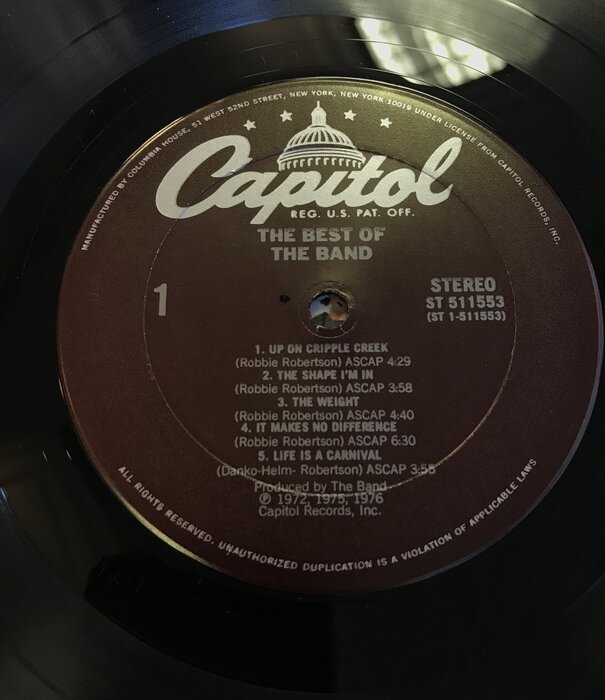 MANUFACTURED BY COLUMBIA HOUSE, 51 WEST 52ND STREET, NEW YORK, NEW YORK 10019 UNDER LICENSE FROM CAPITOL RECORDS, INC.
Capitol
REG. U.S. PAT. OFF.
THE BEST OF
THE BAND
1
STEREO
ST 511553
(ST 1-511553)
1. UP ON CRIPPLE CREEK
(Robbie Robertson) ASCAP 4:29
2. THE SHAPE I'M IN
(Robbie Robertson) ASCAP 3:58
3. THE WEIGHT
(Robbie Robertson) ASCAP 4:40
4. IT MAKES NO DIFFERENCE
(Robbie Robertson) ASCAP 6:30
5. LIFE IS A CARNIVAL
(Danko-Helm- Robertson) ASCAP 3:55
Produced by The Band
℗ 1972, 1975, 1976
Capitol Records, Inc.
ALL RIGHTS RESERVED, UNAUTHORIZED DUPLICATION IS A VIOLATION OF APPLICABLE LAWS